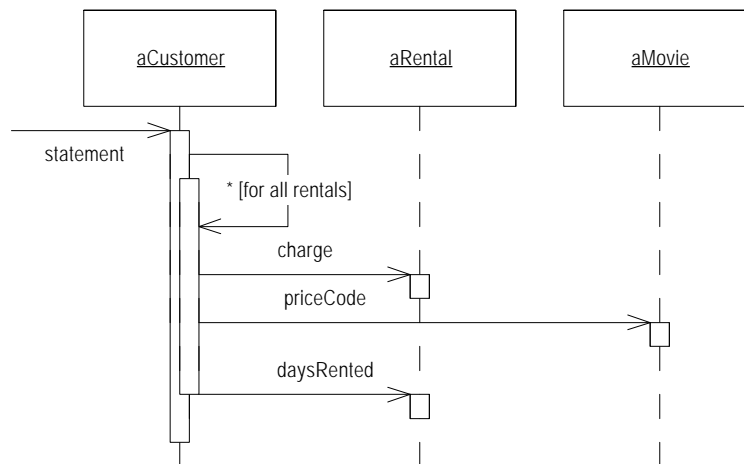 aCustomer
aRental
aMovie
statement
* [for all rentals]
charge
priceCode
daysRented